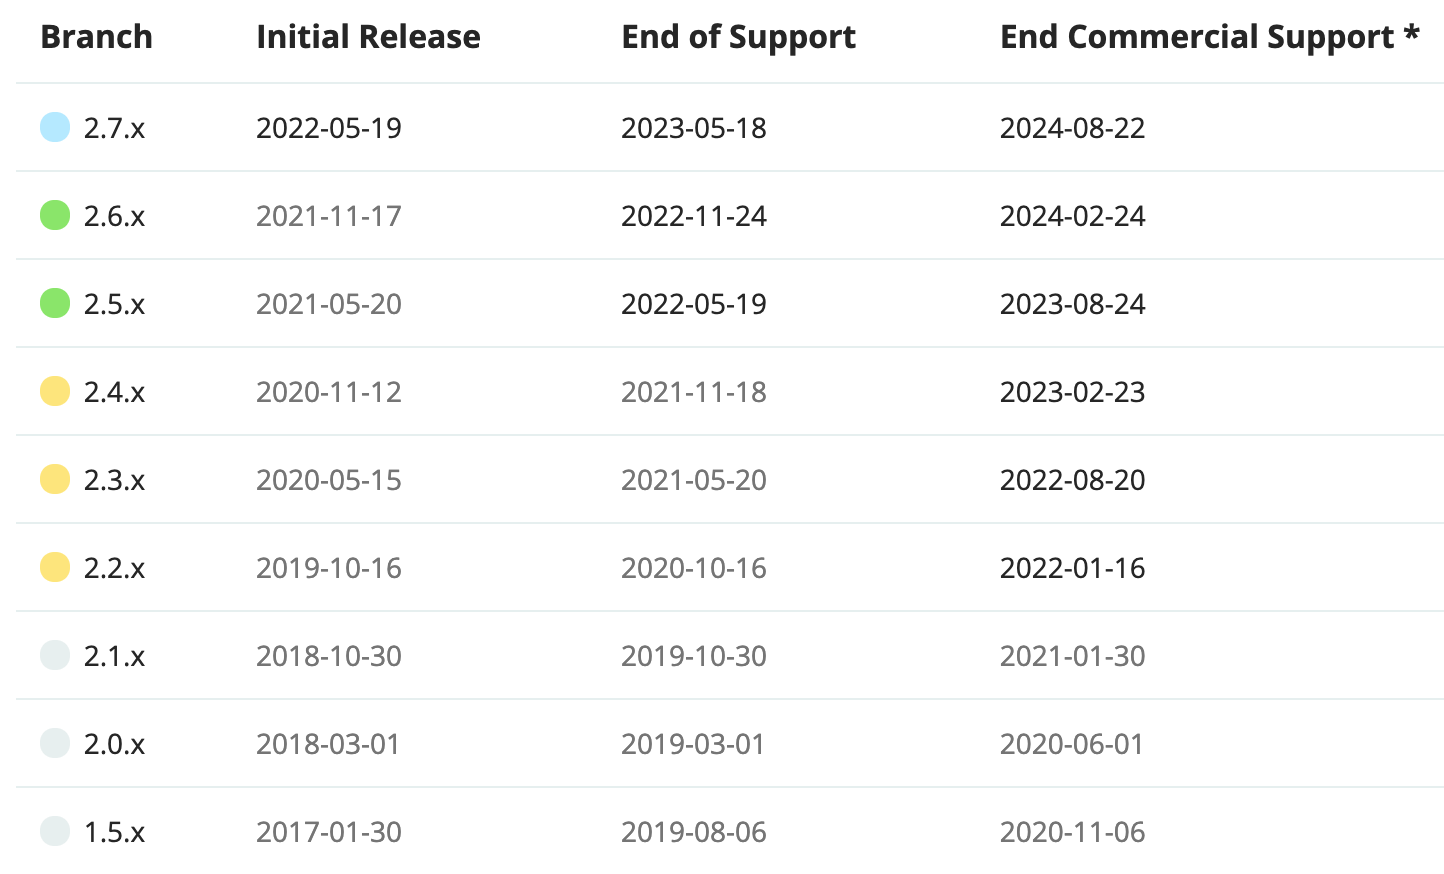 Branch Initial Release End of Support End Commercial Support *
2.7.x 2022-05-19 2023-05-18 2024-08-22
2.6.x 2021-11-17 2022-11-24 2024-02-24
2.5.x 2021-05-20 2022-05-19 2023-08-24
2.4.x 2020-11-12 2021-11-18 2023-02-23
2.3.x 2020-05-15 2021-05-20 2022-08-20
2.2.x 2019-10-16 2020-10-16 2022-01-16
2.1.x 2018-10-30 2019-10-30 2021-01-30
2.0.x 2018-03-01 2019-03-01 2020-06-01
1.5.x 2017-01-30 2019-08-06 2020-11-06